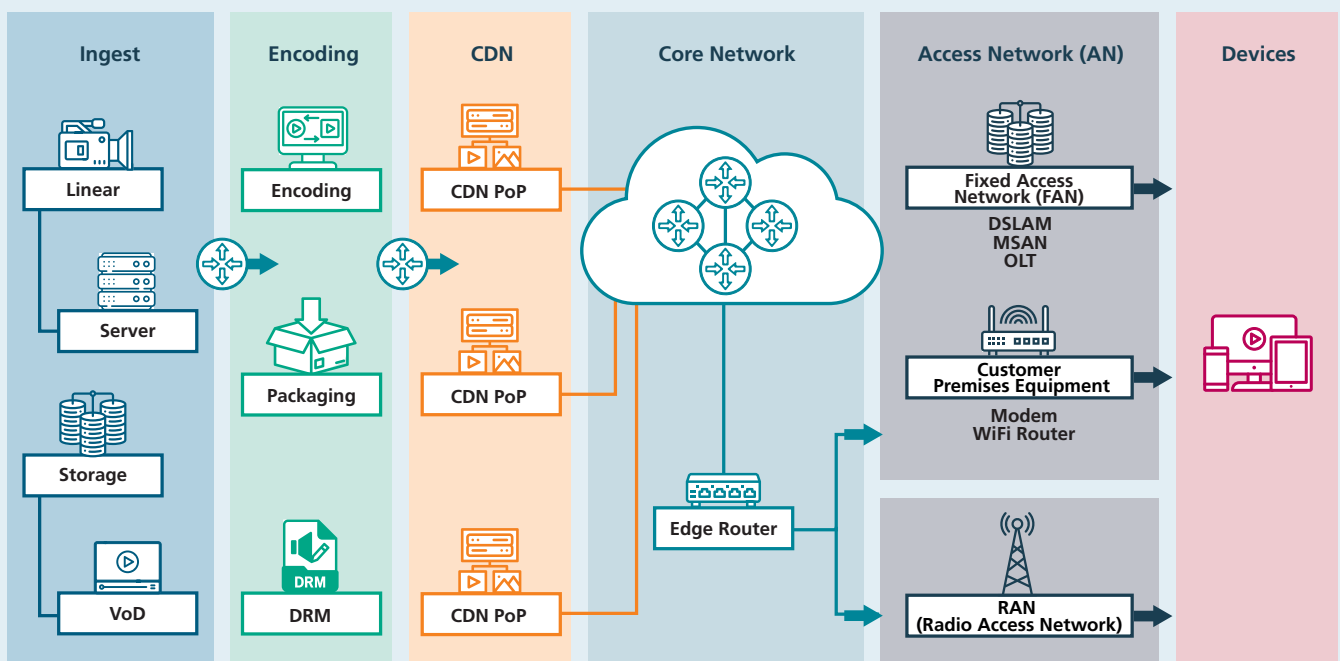 Ingest
Encoding
CDN
Core Network
Access Network (AN)
Devices
Linear
Server
Storage
VoD
Encoding
Packaging
DRM
DRM
CDN PoP
CDN PoP
CDN PoP
Edge Router
Fixed Access
Network (FAN)
DSLAM
MSAN
OLT
Customer
Premises Equipment
Modem
WiFi Router
RAN
(Radio Access Network)